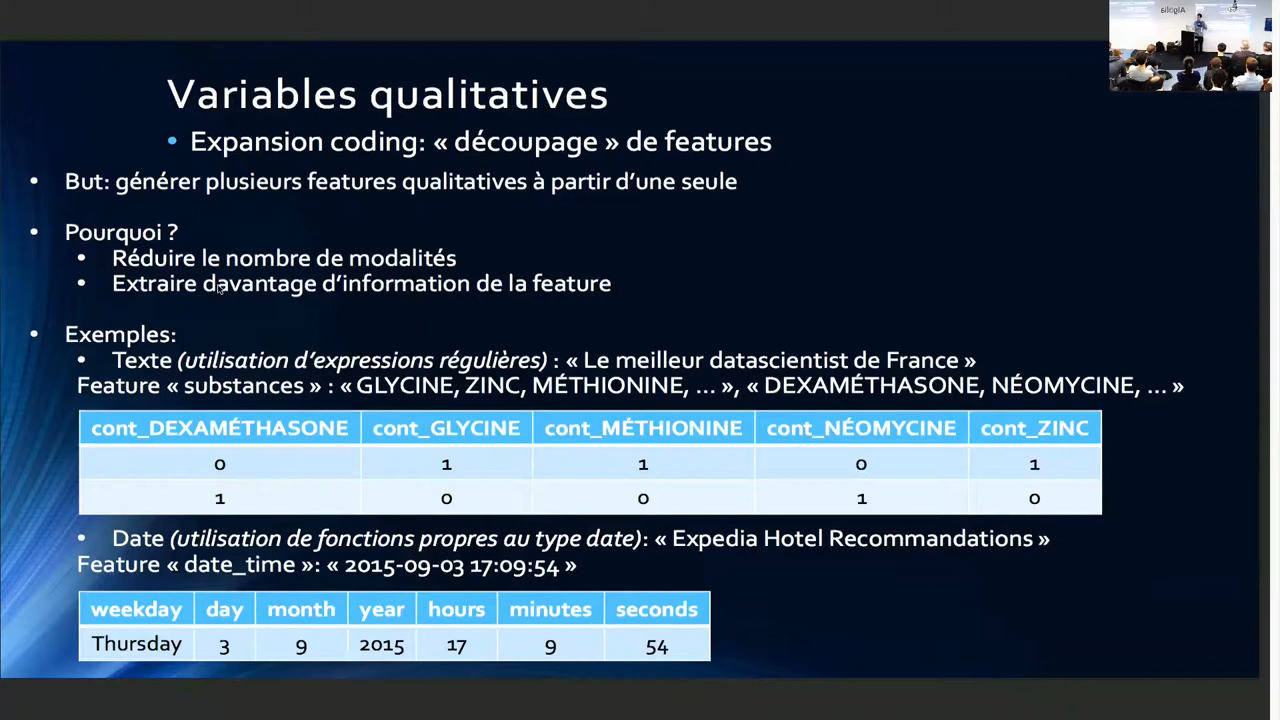 Algolia
Variables qualitatives
• Expansion coding: « découpage » de features
• But: générer plusieurs features qualitatives à partir d’une seule
• Pourquoi ?
• Réduire le nombre de modalités
• Extraire davantage d’information de la feature
• Exemples:
• Texte (utilisation d’expressions régulières) : « Le meilleur datascientist de France »
Feature « substances » : « GLYCINE, ZINC, MÉTHIONINE, ... », « DEXAMÉTHASONE, NÉOMYCINE, ... »
cont_DEXAMÉTHASONE cont_GLYCINE cont_MÉTHIONINE cont_NÉOMYCINE cont_ZINC
0 1 1 0 1
1 0 0 1 0
• Date (utilisation de fonctions propres au type date): « Expedia Hotel Recommandations »
Feature « date_time »: « 2015-09-03 17:09:54 »
weekday day month year hours minutes seconds
Thursday 3 9 2015 17 9 54